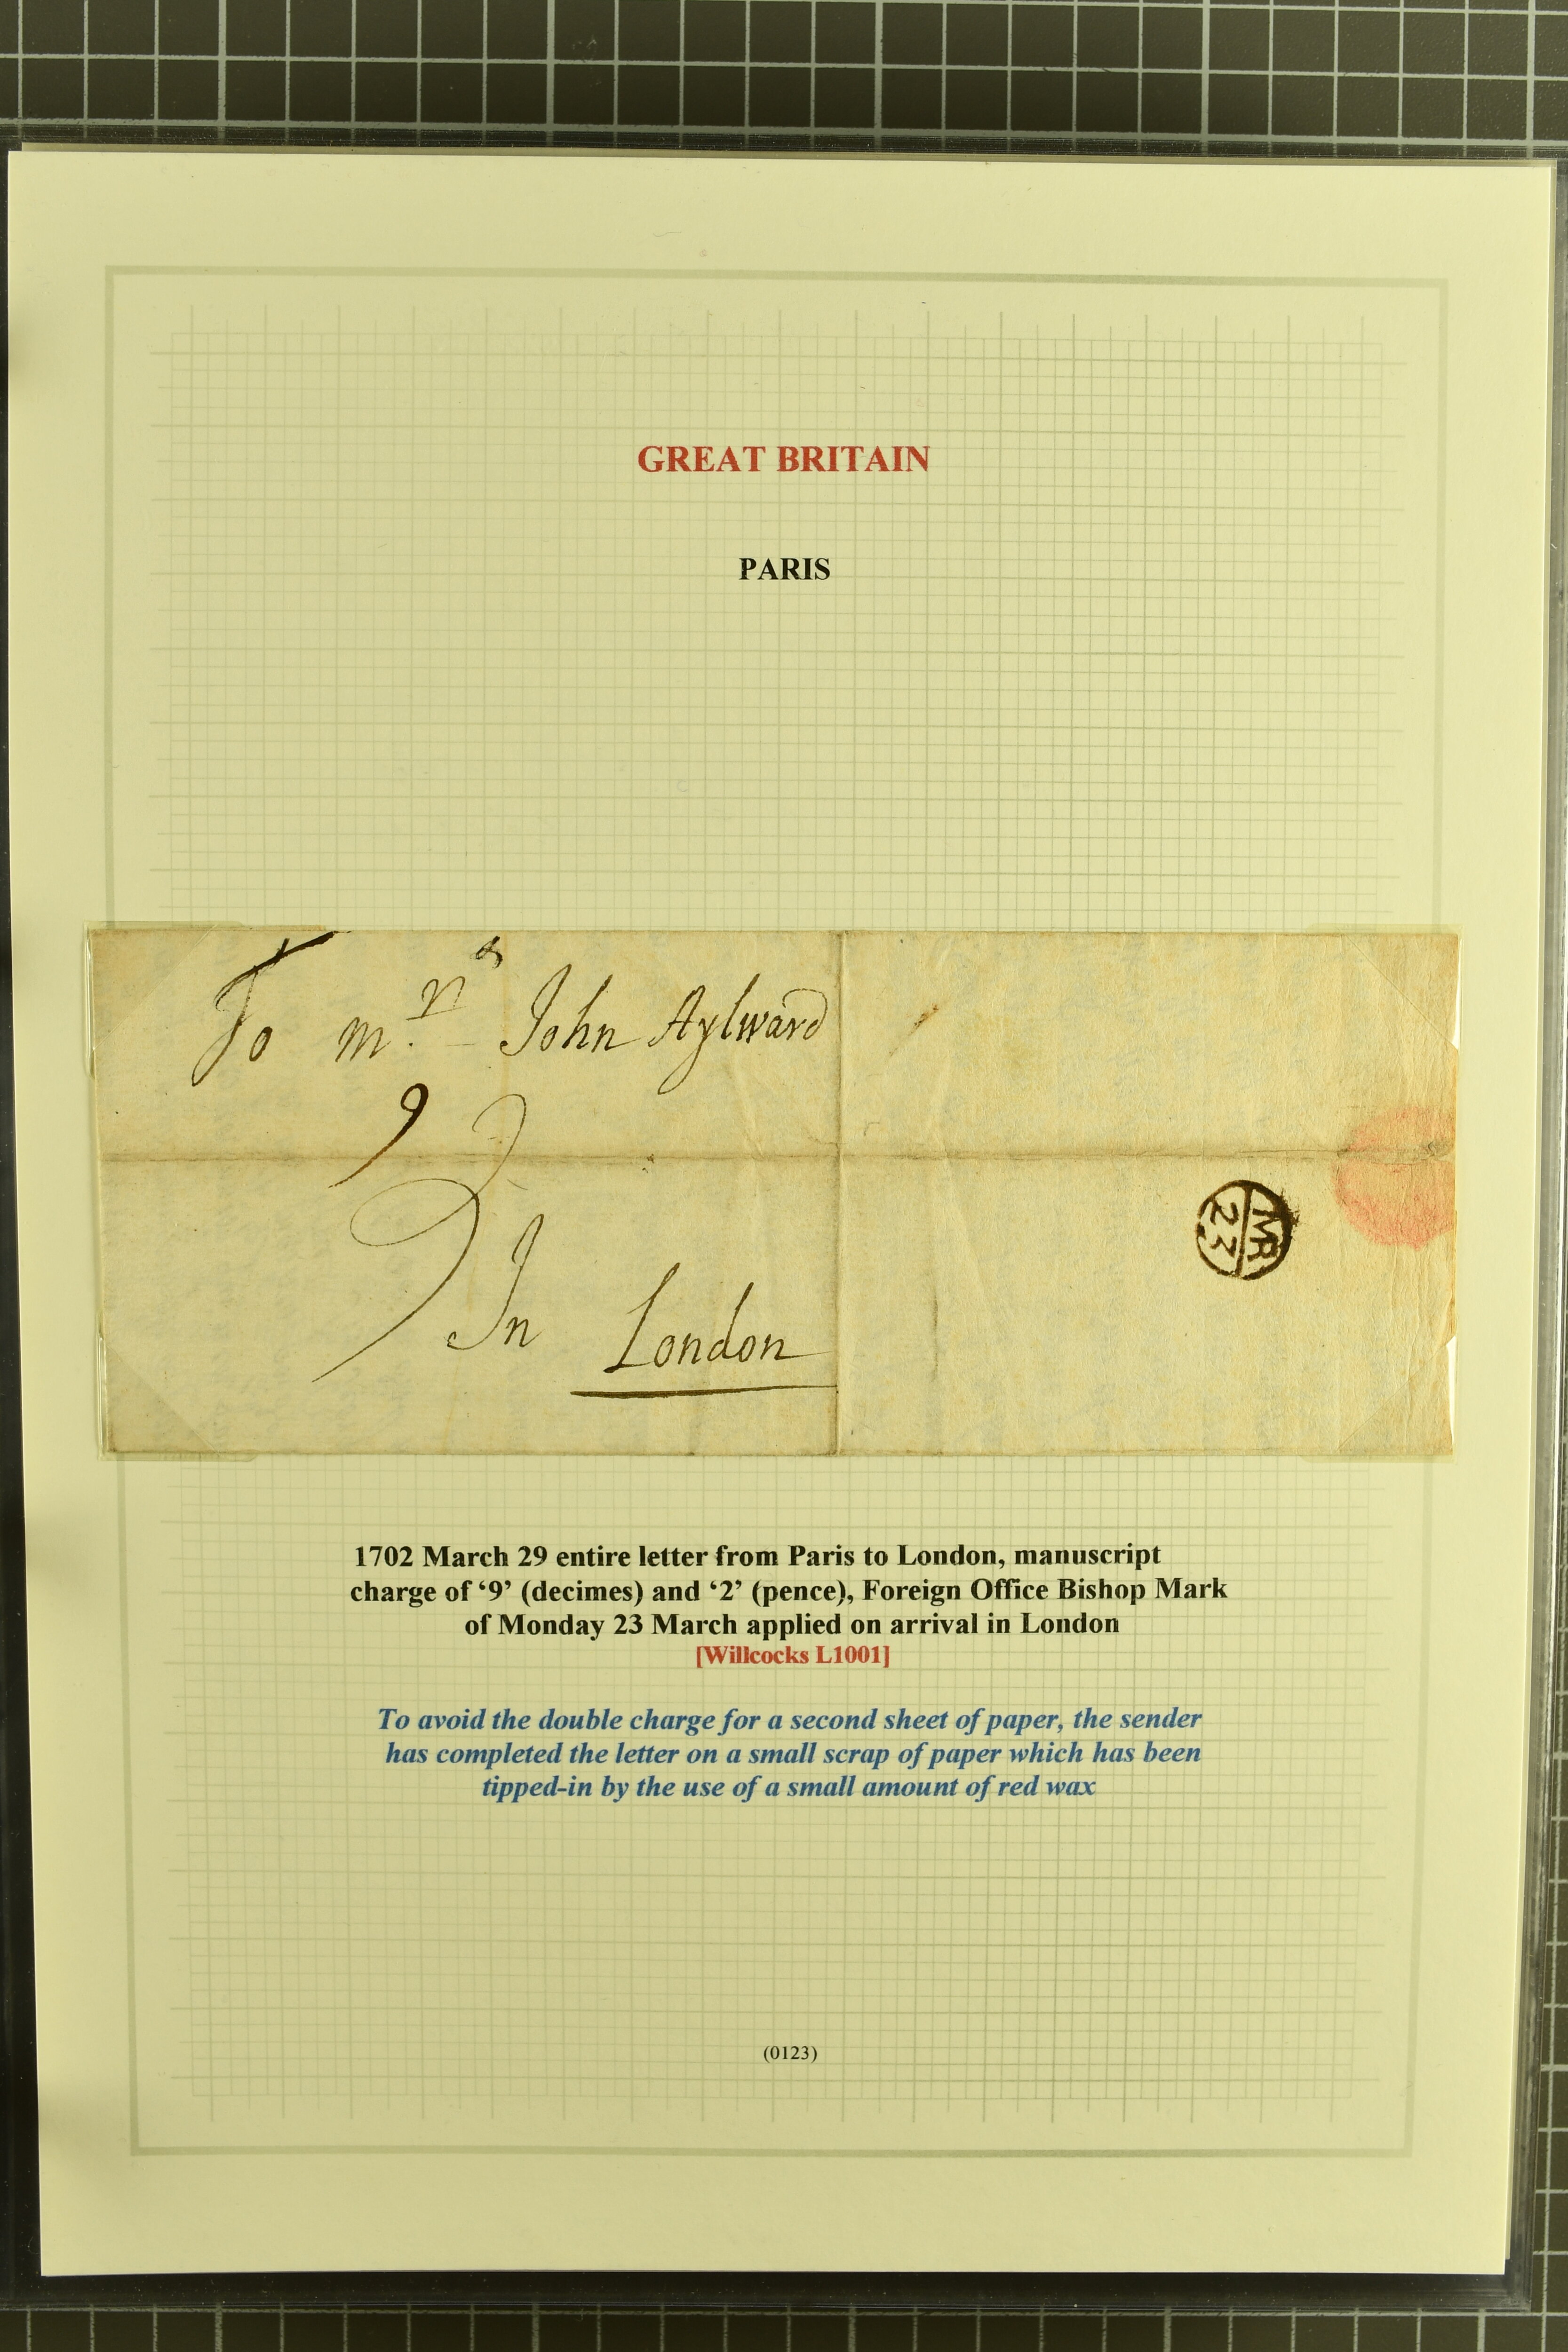 GREAT BRITAIN
PARIS
To Mr. John Aylward
9
In London
MR
23
1702 March 29 entire letter from Paris to London, manuscript
charge of ‘9’ (decimes) and ‘2’ (pence), Foreign Office Bishop Mark
of Monday 23 March applied on arrival in London
[Willcocks L1001]
To avoid the double charge for a second sheet of paper, the sender
has completed the letter on a small scrap of paper which has been
tipped-in by the use of a small amount of red wax
(0123)